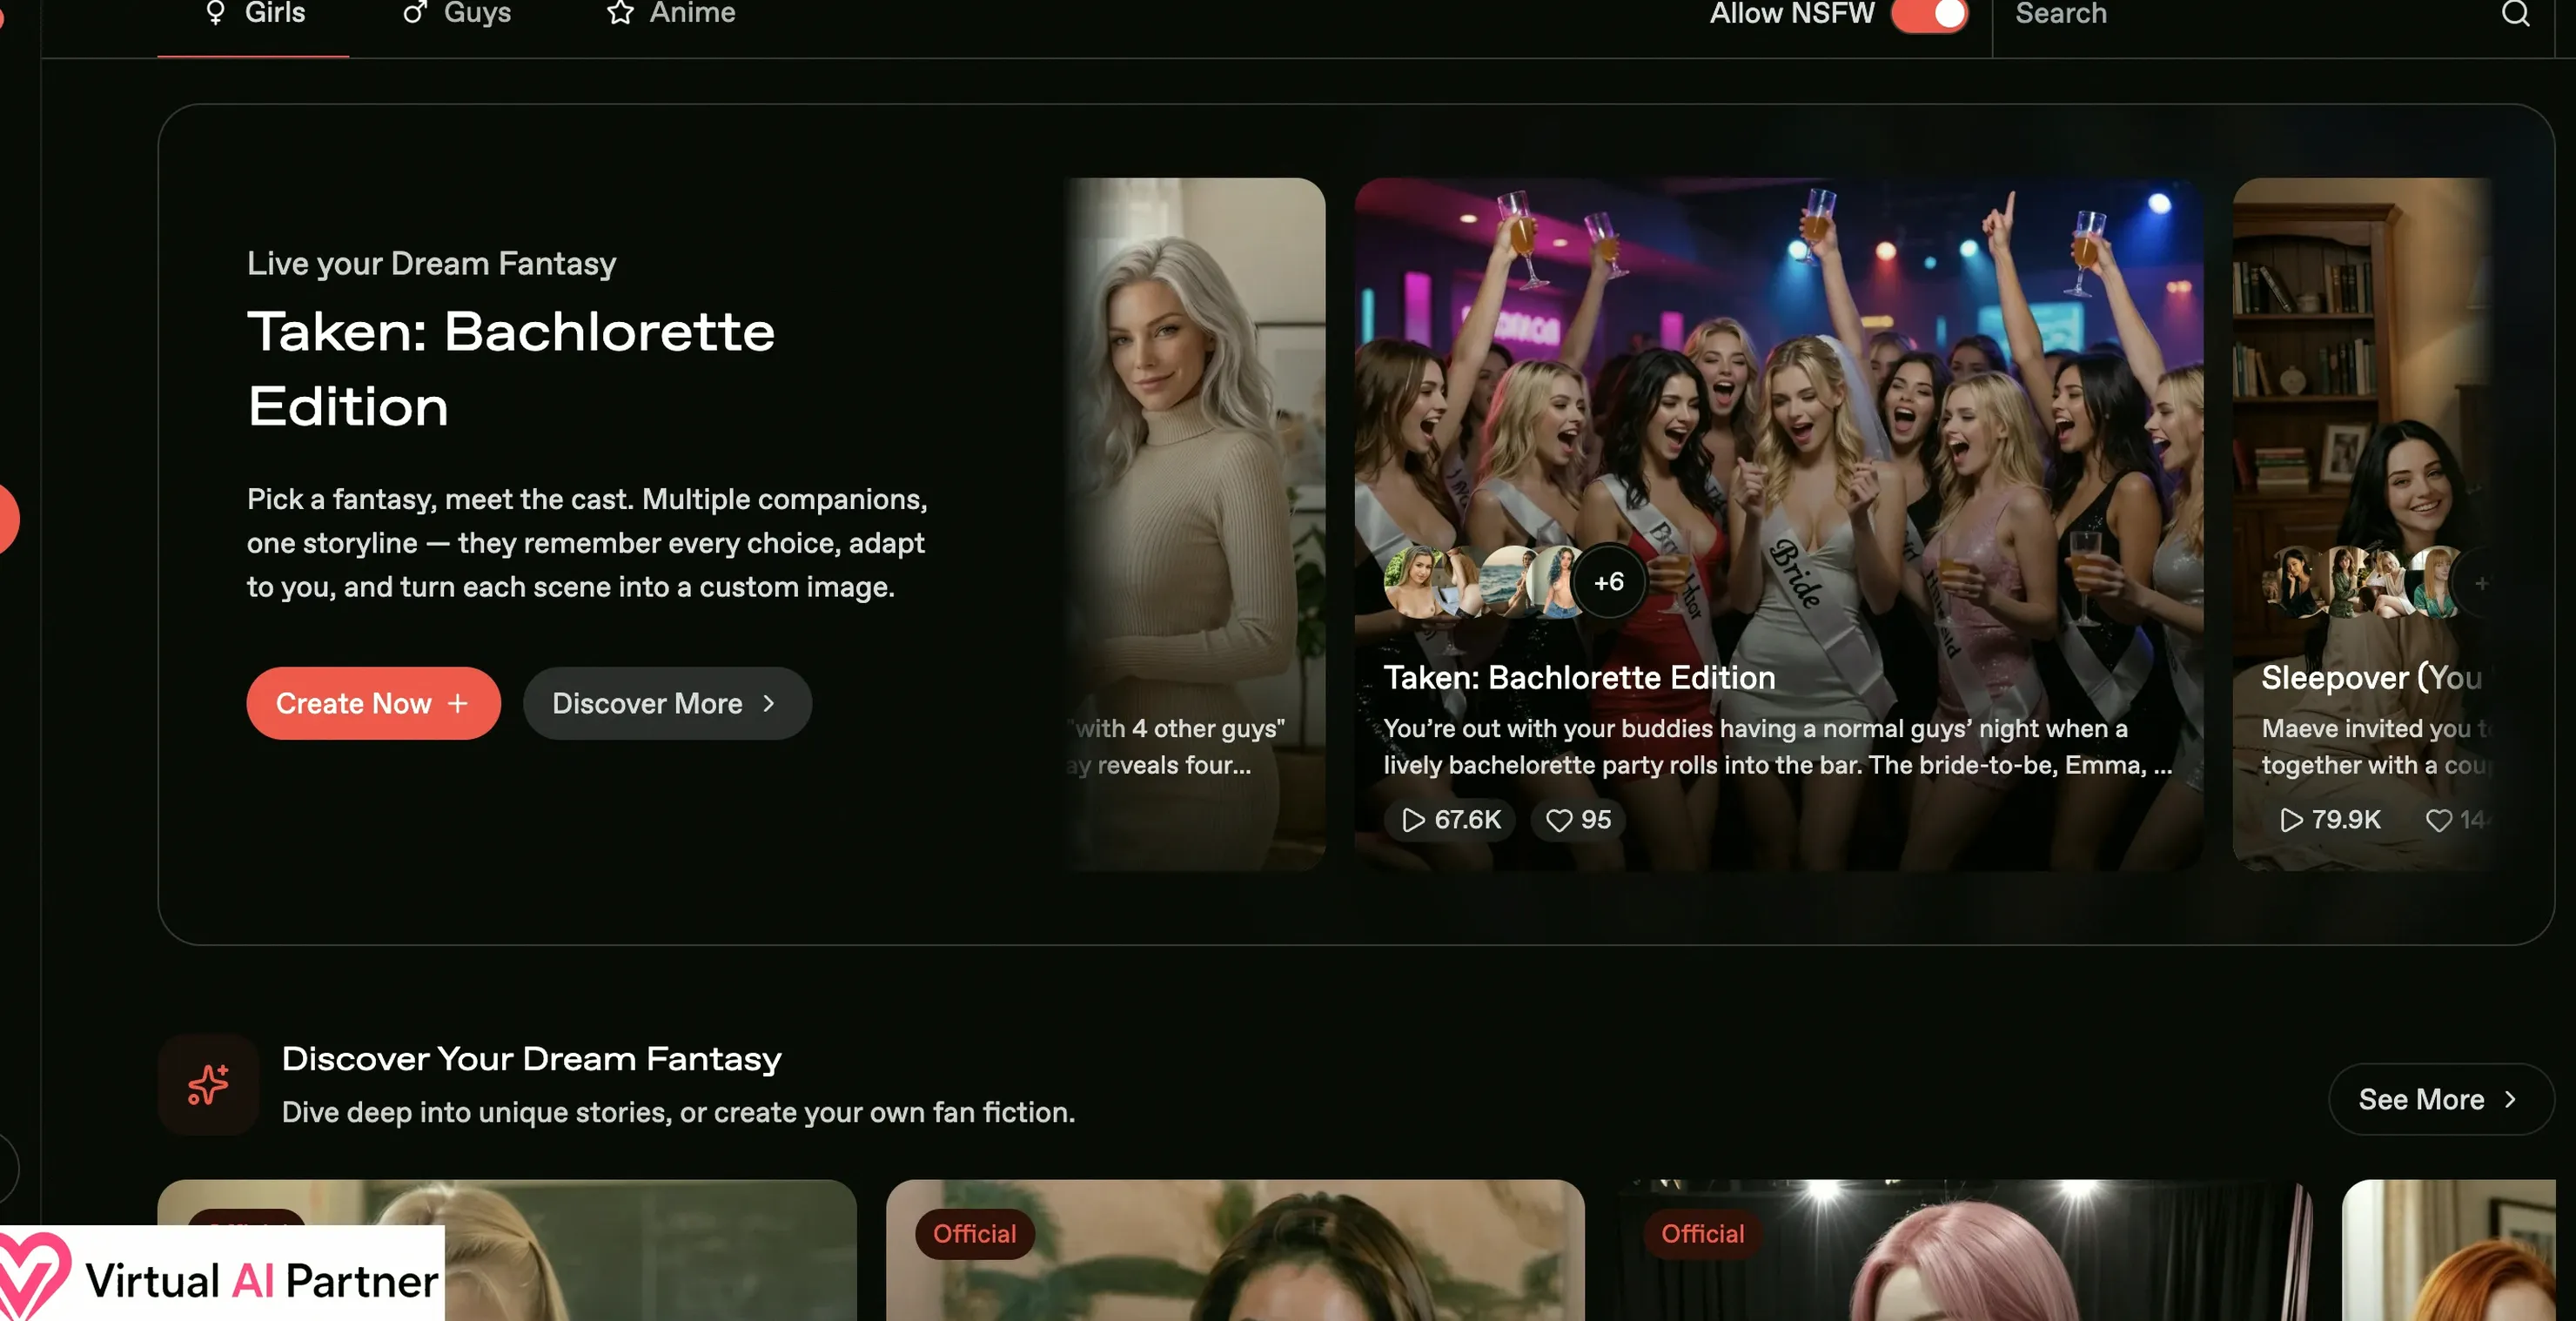 Girls
Guys
Anime
Allow NSFW
Search
Live your Dream Fantasy
Taken: Bachlorette
Edition
Pick a fantasy, meet the cast. Multiple companions,
one storyline — they remember every choice, adapt
to you, and turn each scene into a custom image.
Create Now +
Discover More
"with 4 other guys"
reveals four...
Bride
+6
Taken: Bachlorette Edition
You're out with your buddies having a normal guys' night when a
lively bachelorette party rolls into the bar. The bride-to-be, Emma, ...
67.6K
95
Sleepover (You
Maeve invited you
together with a
79.9K
Discover Your Dream Fantasy
Dive deep into unique stories, or create your own fan fiction.
See More
Official
Official
Virtual AI Partner